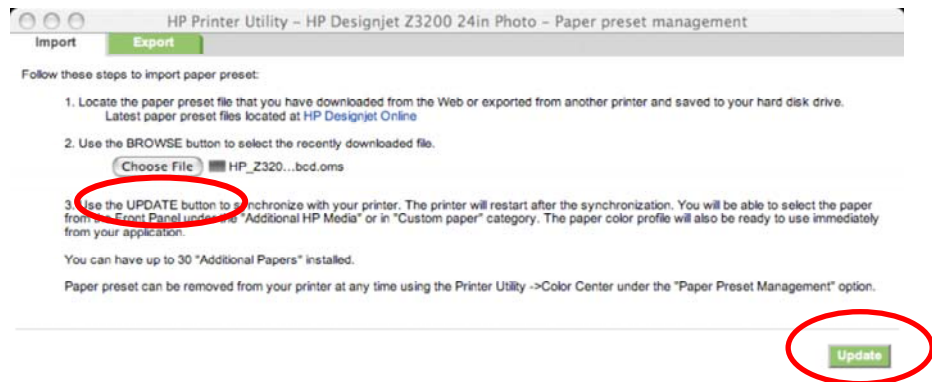 HP Printer Utility – HP Designjet Z3200 24in Photo – Paper preset management
Import Export
Follow these steps to import paper preset:
1. Locate the paper preset file that you have downloaded from the Web or exported from another printer and saved to your hard disk drive.
Latest paper preset files located at HP Designjet Online
2. Use the BROWSE button to select the recently downloaded file.
Choose File HP_Z320...bcd.oms
3. Use the UPDATE button to synchronize with your printer. The printer will restart after the synchronization. You will be able to select the paper
from the Front Panel under the "Additional HP Media" or in "Custom paper" category. The paper color profile will also be ready to use immediately
from your application.
You can have up to 30 "Additional Papers" installed.
Paper preset can be removed from your printer at any time using the Printer Utility ->Color Center under the "Paper Preset Management" option.
Update